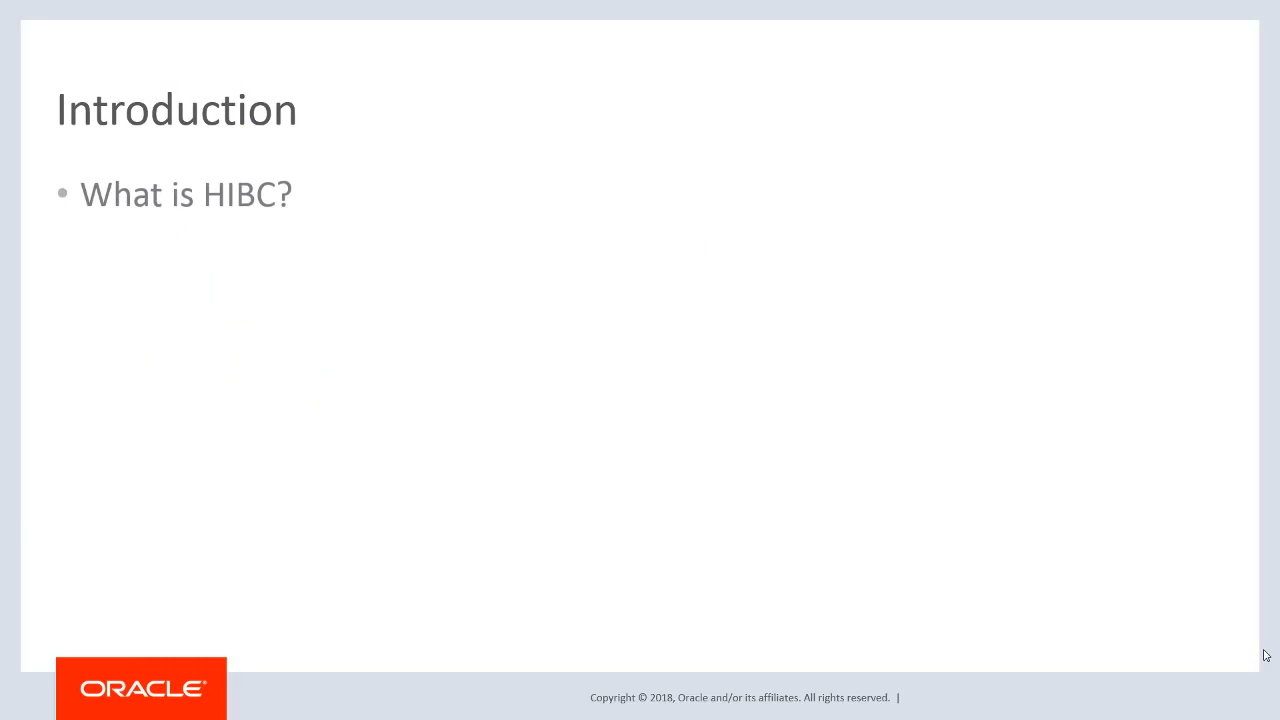 Introduction
• What is HIBC?
ORACLE®
Copyright © 2018, Oracle and/or its affiliates. All rights reserved. |